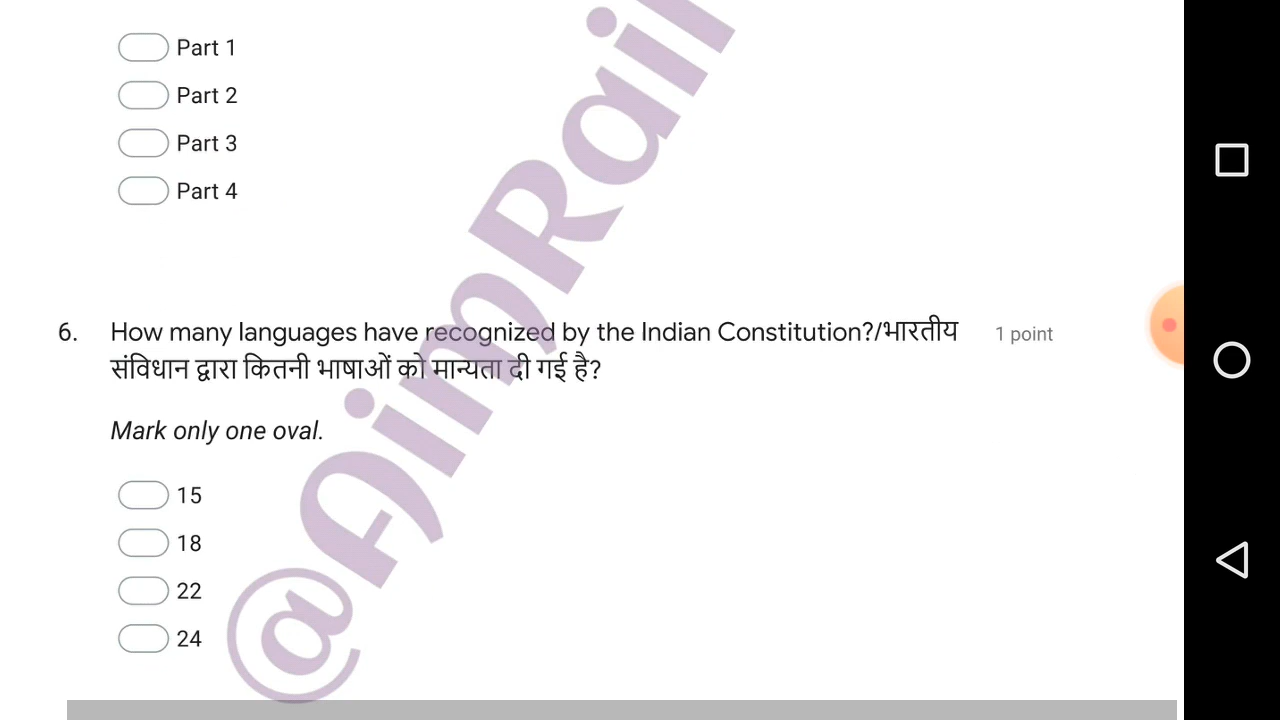 Part 1
Part 2
Part 3
Part 4
6. How many languages have recognized by the Indian Constitution?/भारतीय 1 point
संविधान द्वारा कितनी भाषाओं को मान्यता दी गई है?
Mark only one oval.
15
18
22
24
@AimRail